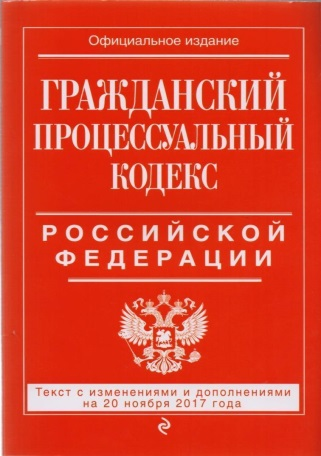 Официальное издание
ГРАЖДАНСКИЙ
ПРОЦЕССУАЛЬНЫЙ
КОДЕКС
РОССИЙСКОЙ
ФЕДЕРАЦИИ
Текст с изменениями и дополнениями
на 20 ноября 2017 года